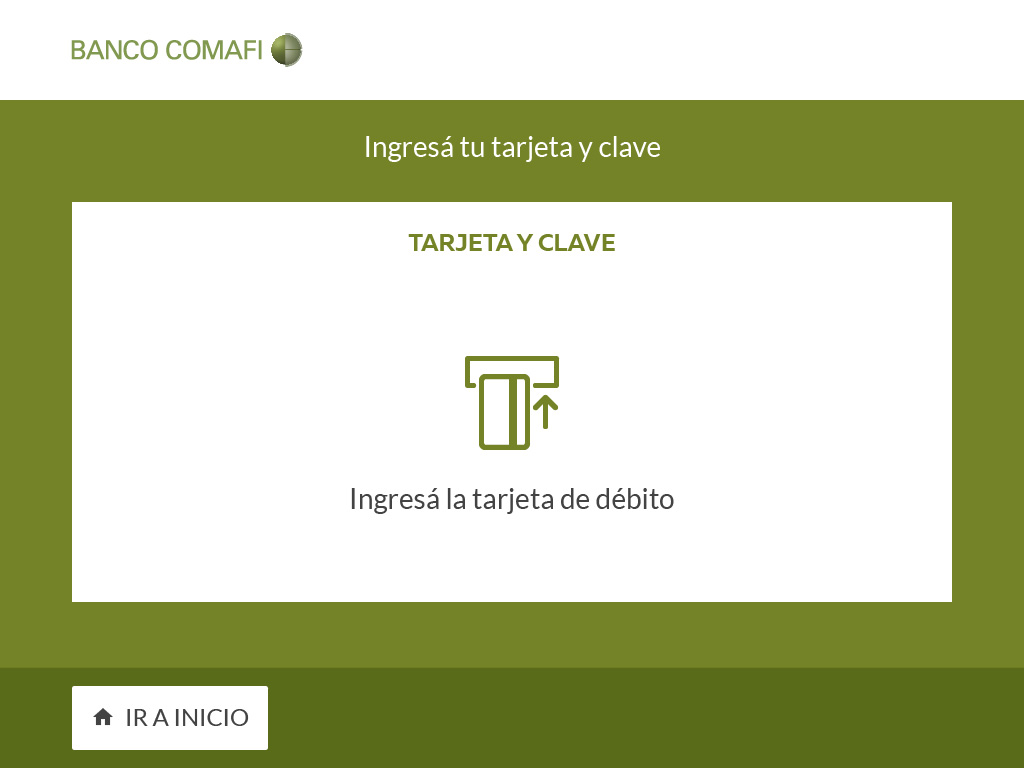 BANCO COMAFI
Ingresá tu tarjeta y clave
TARJETA Y CLAVE
Ingresá la tarjeta de débito
IR A INICIO